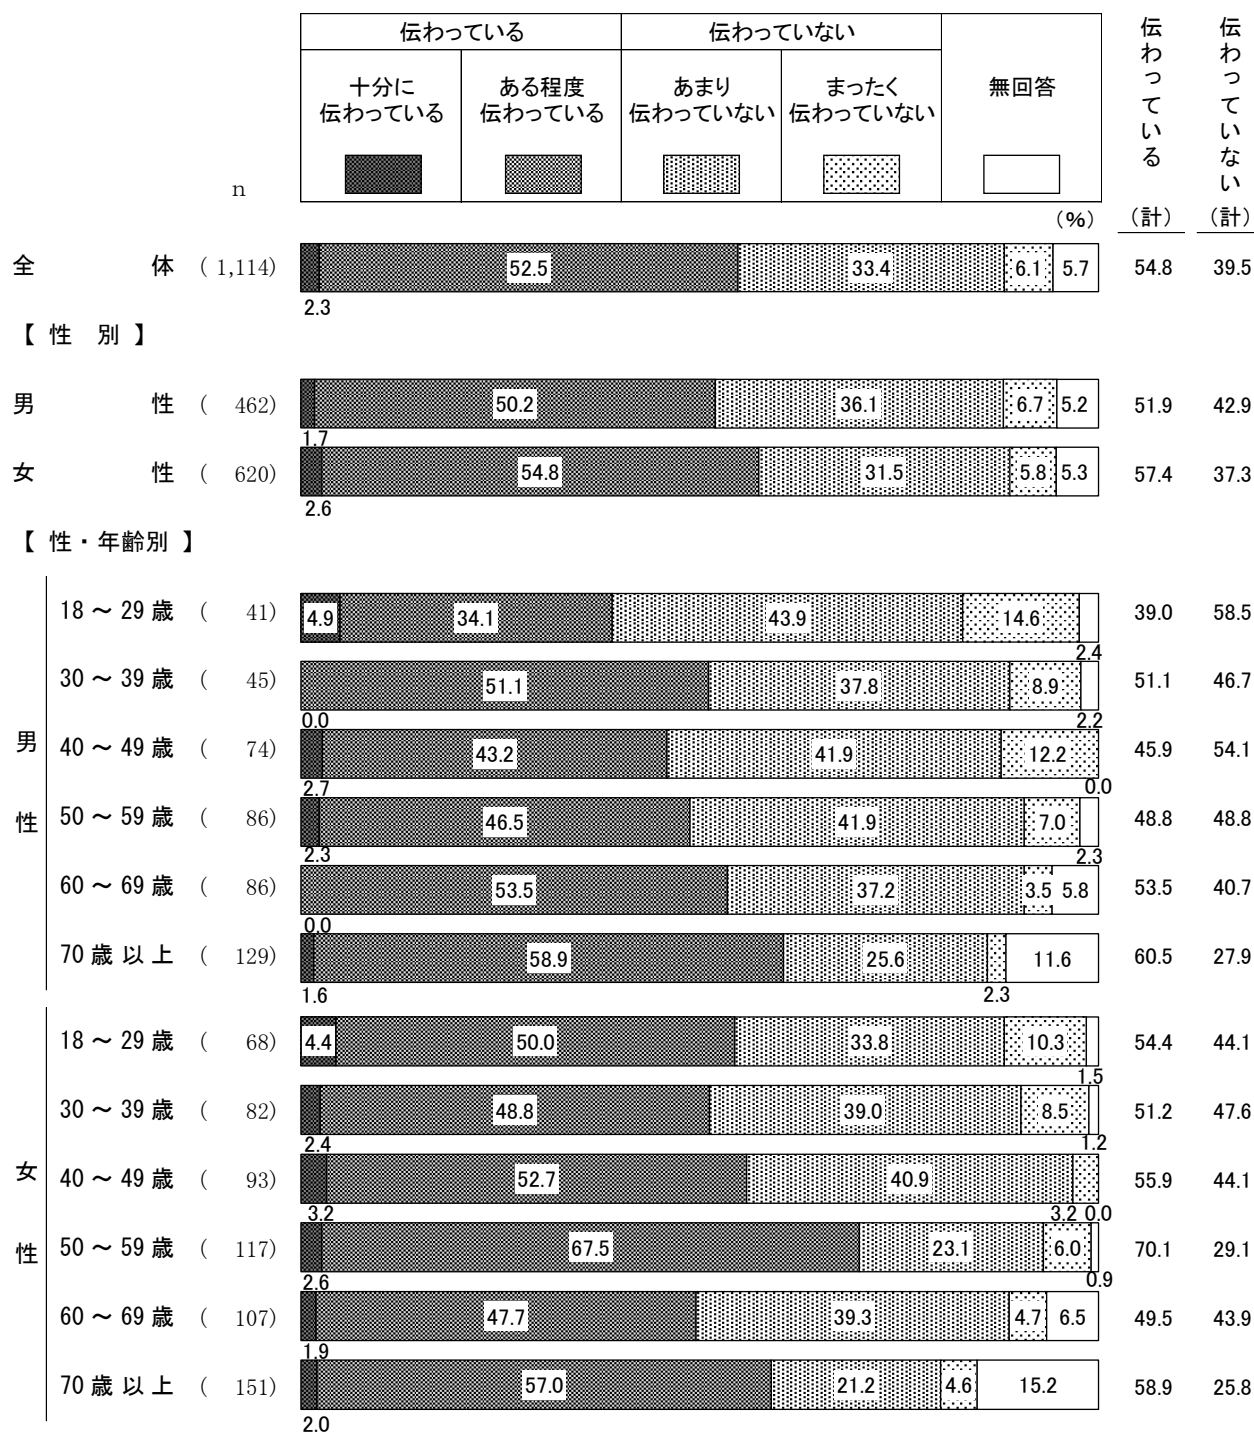 伝わっている 伝わっていない
十分に
伝わっている
ある程度
伝わっている
あまり
伝わっていない
まったく
伝わっていない
無回答
伝わっている
（計）
伝わっていない
（計）
n
（%）
全体 （ 1,114） 52.5 33.4 6.1 5.7 54.8 39.5
2.3
【 性 別 】
男性 （ 462） 50.2 36.1 6.7 5.2 51.9 42.9
1.7
女性 （ 620） 54.8 31.5 5.8 5.3 57.4 37.3
2.6
【 性・年齢別 】
男性
18 ～ 29 歳 （ 41） 4.9 34.1 43.9 14.6 39.0 58.5
2.4
30 ～ 39 歳 （ 45） 51.1 37.8 8.9 51.1 46.7
0.0 2.2
40 ～ 49 歳 （ 74） 43.2 41.9 12.2 45.9 54.1
2.7 0.0
50 ～ 59 歳 （ 86） 46.5 41.9 7.0 48.8 48.8
2.3 2.3
60 ～ 69 歳 （ 86） 53.5 37.2 3.5 5.8 53.5 40.7
0.0
70 歳 以 上 （ 129） 58.9 25.6 11.6 60.5 27.9
1.6 2.3
女性
18 ～ 29 歳 （ 68） 4.4 50.0 33.8 10.3 54.4 44.1
1.5
30 ～ 39 歳 （ 82） 48.8 39.0 8.5 51.2 47.6
2.4 1.2
40 ～ 49 歳 （ 93） 52.7 40.9 55.9 44.1
3.2 3.2 0.0
50 ～ 59 歳 （ 117） 67.5 23.1 6.0 70.1 29.1
2.6 0.9
60 ～ 69 歳 （ 107） 47.7 39.3 4.7 6.5 49.5 43.9
1.9
70 歳 以 上 （ 151） 57.0 21.2 4.6 15.2 58.9 25.8
2.0